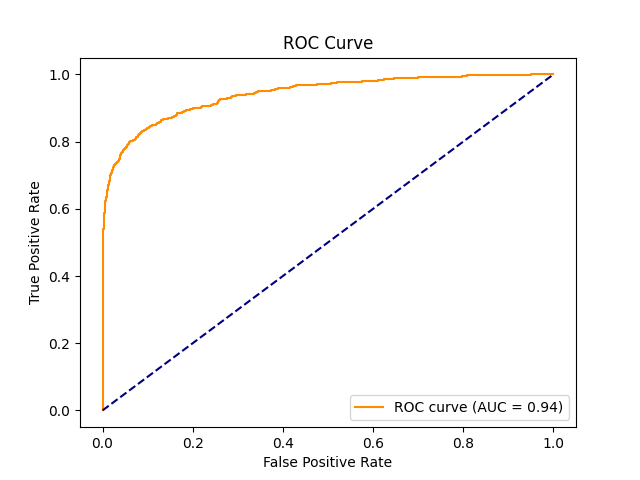 ROC Curve
True Positive Rate
1.0
0.8
0.6
0.4
0.2
0.0
ROC curve (AUC = 0.94)
0.0 0.2 0.4 0.6 0.8 1.0
False Positive Rate